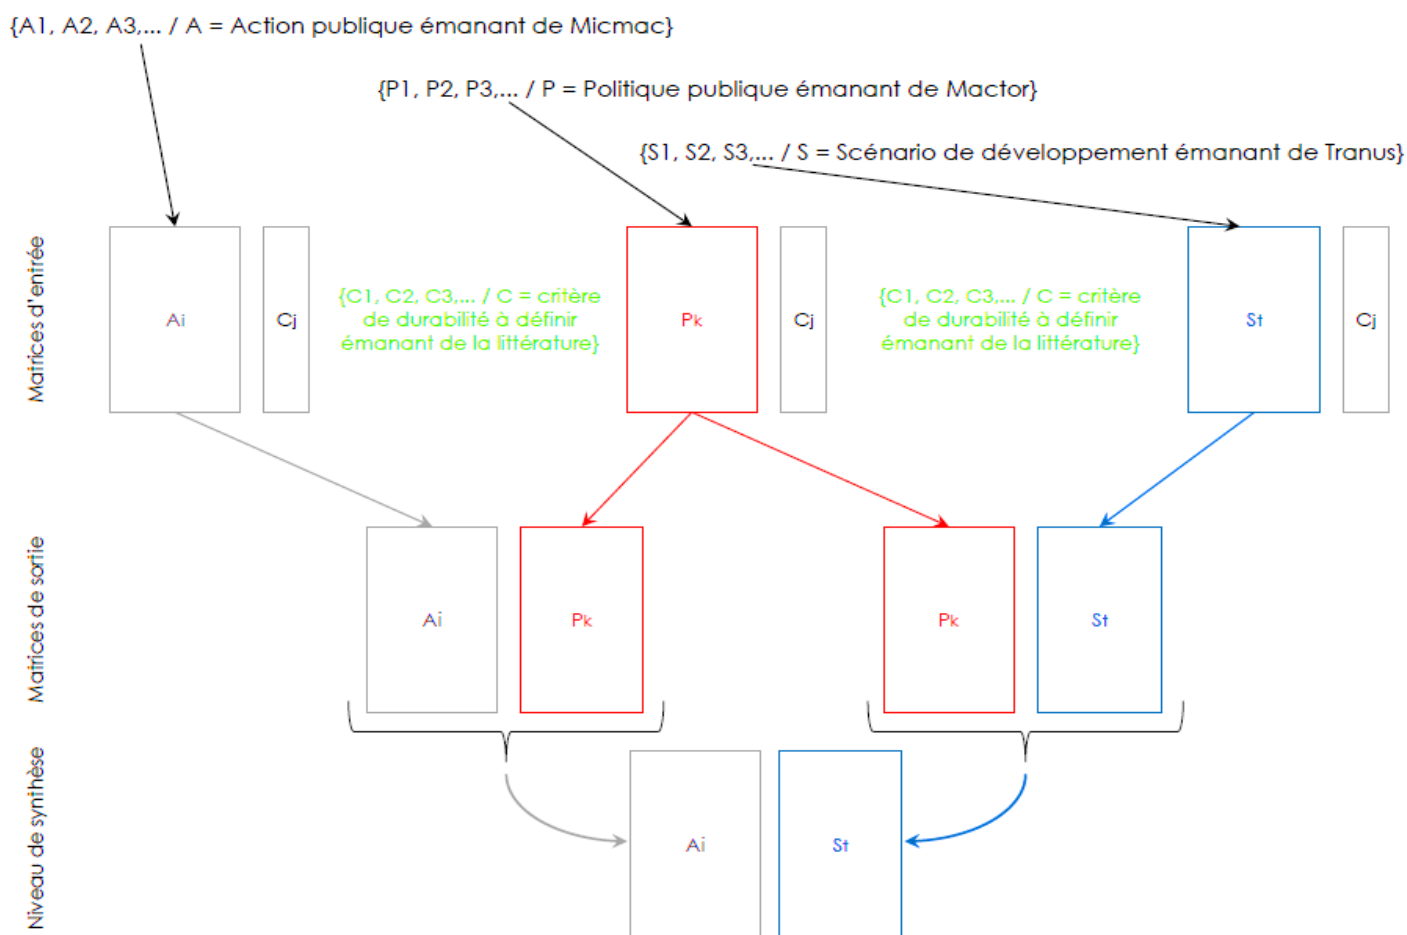 {A1, A2, A3,... / A = Action publique émanant de Micmac}
{P1, P2, P3,... / P = Politique publique émanant de Mactor}
{S1, S2, S3,... / S = Scénario de développement émanant de Tranus}
Matrices d'entrée
Ai
Cj
{C1, C2, C3,... / C = critère
de durabilité à définir
émanant de la littérature}
Pk
Cj
{C1, C2, C3,... / C = critère
de durabilité à définir
émanant de la littérature}
St
Cj
Matrices de sortie
Ai
Pk
Pk
St
Niveau de synthèse
Ai
St